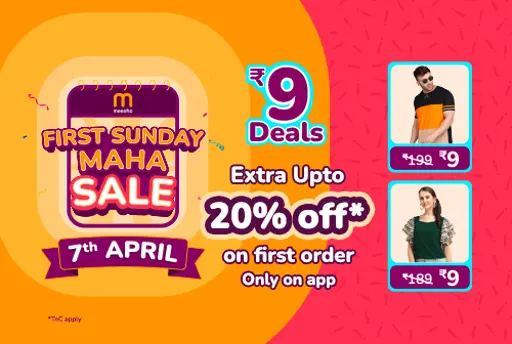 meesho
FIRST SUNDAY
MAHA
SALE
7th APRIL
*T&C apply
₹9
Deals
Extra Upto
20% off*
on first order
Only on app
₹199 ₹9
₹189 ₹9